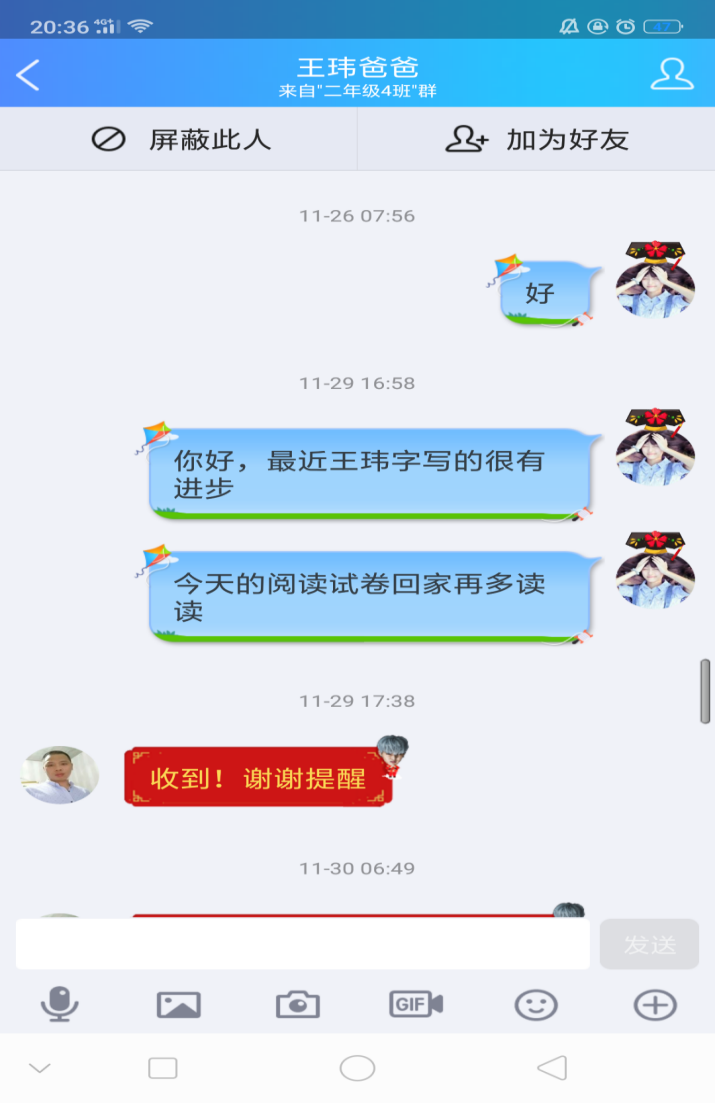 20:36 4G+ 47
王玮爸爸
来自"二年级4班"群
屏蔽此人 加为好友
11-26 07:56
好
11-29 16:58
你好，最近王玮字写的很有
进步
今天的阅读试卷回家再多读
读
11-29 17:38
收到！谢谢提醒
11-30 06:49
发送
GIF